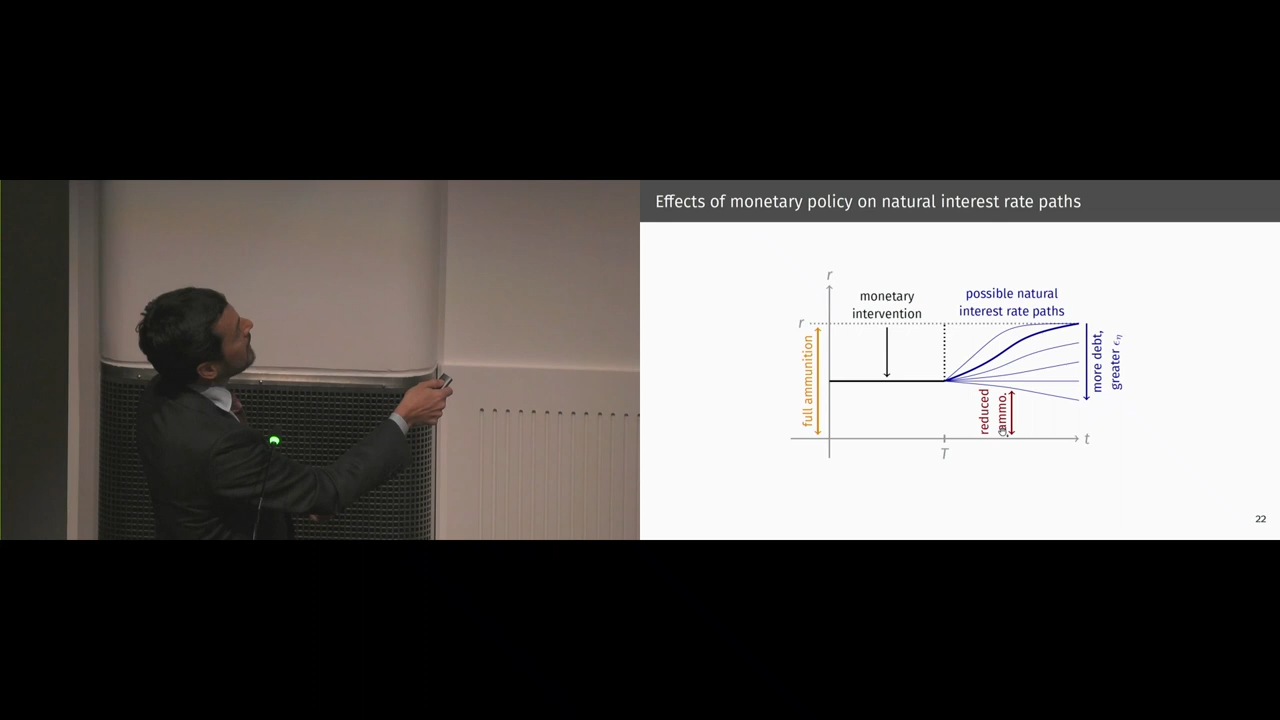 Effects of monetary policy on natural interest rate paths
r
monetary
intervention
possible natural
interest rate paths
r
full ammunition
reduced
ammo.
more debt,
greater ϵη
t
T
22